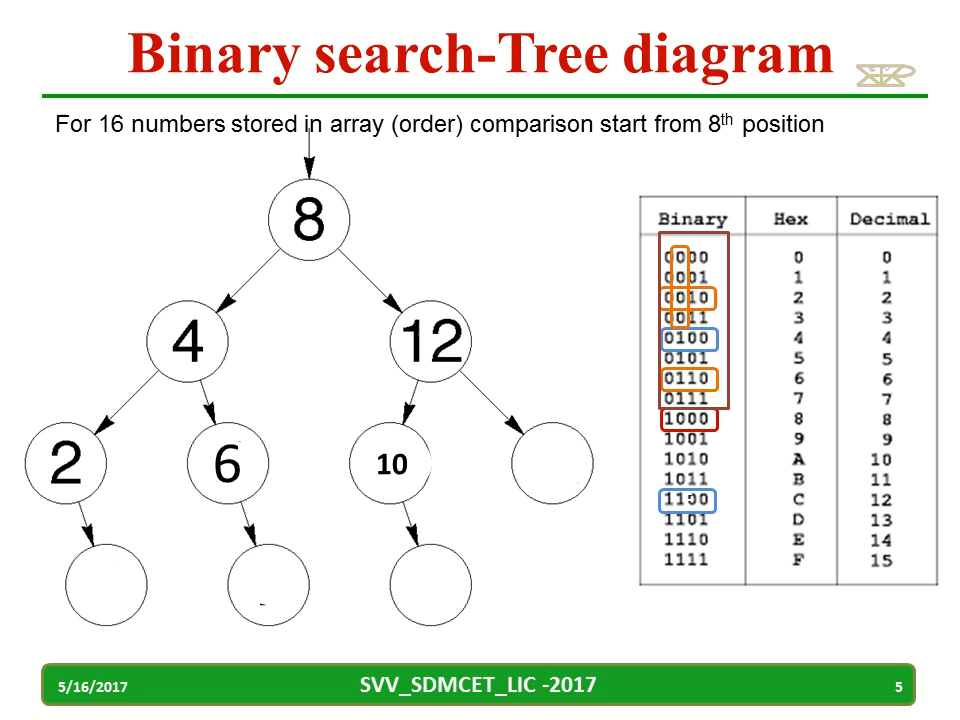 Binary search-Tree diagram
For 16 numbers stored in array (order) comparison start from 8th position
8
4
12
2
6
10
Binary Hex Decimal
0000 0 0
0001 1 1
0010 2 2
0011 3 3
0100 4 4
0101 5 5
0110 6 6
0111 7 7
1000 8 8
1001 9 9
1010 A 10
1011 B 11
1100 C 12
1101 D 13
1110 E 14
1111 F 15
5/16/2017
SVV_SDMCET_LIC -2017
5